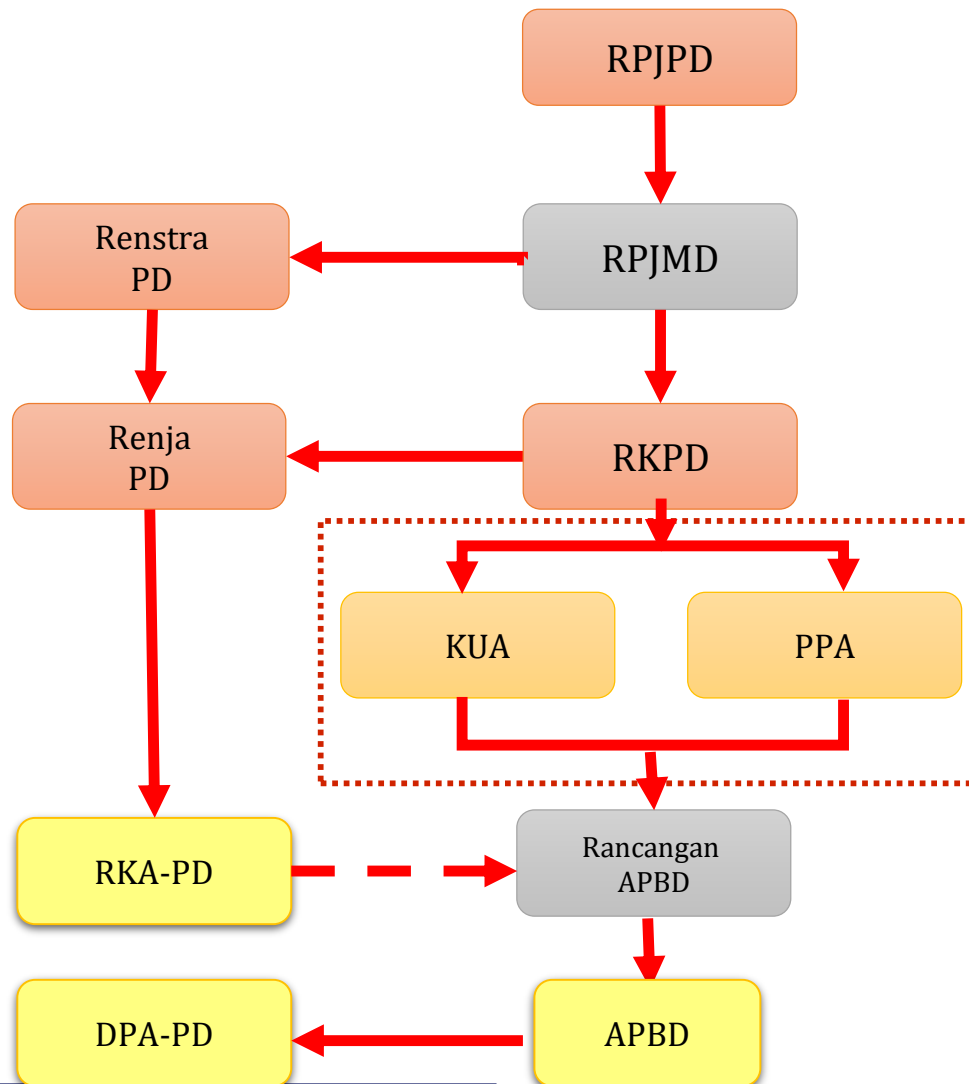 RPJPD
Renstra
PD
RPJMD
Renja
PD
RKPD
KUA
PPA
RKA-PD
Rancangan
APBD
DPA-PD
APBD